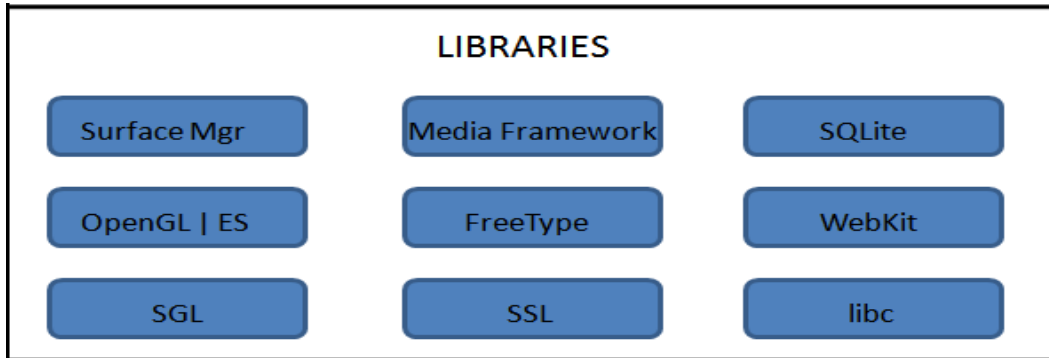 LIBRARIES
Surface Mgr
Media Framework
SQLite
OpenGL | ES
FreeType
WebKit
SGL
SSL
libc